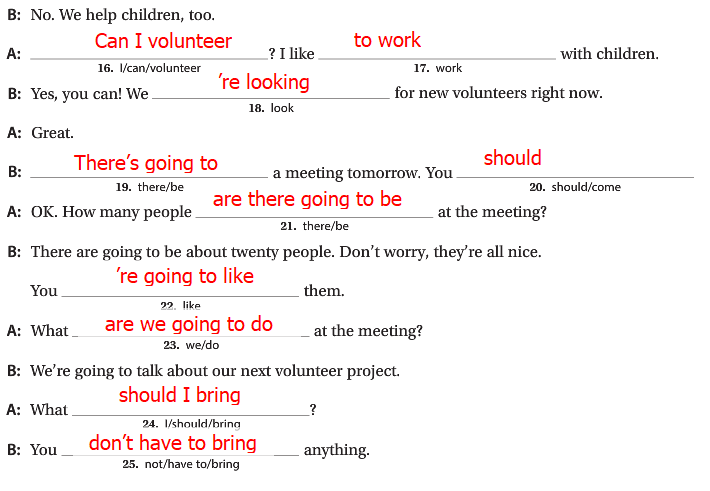 B: No. We help children, too.
A: Can I volunteer ? I like to work with children.
16. I/can/volunteer 17. work
B: Yes, you can! We ’re looking for new volunteers right now.
18. look
A: Great.
B: There’s going to a meeting tomorrow. You should
19. there/be 20. should/come
A: OK. How many people are there going to be at the meeting?
21. there/be
B: There are going to be about twenty people. Don’t worry, they’re all nice.
You ’re going to like them.
22. like
A: What are we going to do at the meeting?
23. we/do
B: We’re going to talk about our next volunteer project.
A: What should I bring ?
24. I/should/bring
B: You don’t have to bring anything.
25. not/have to/bring